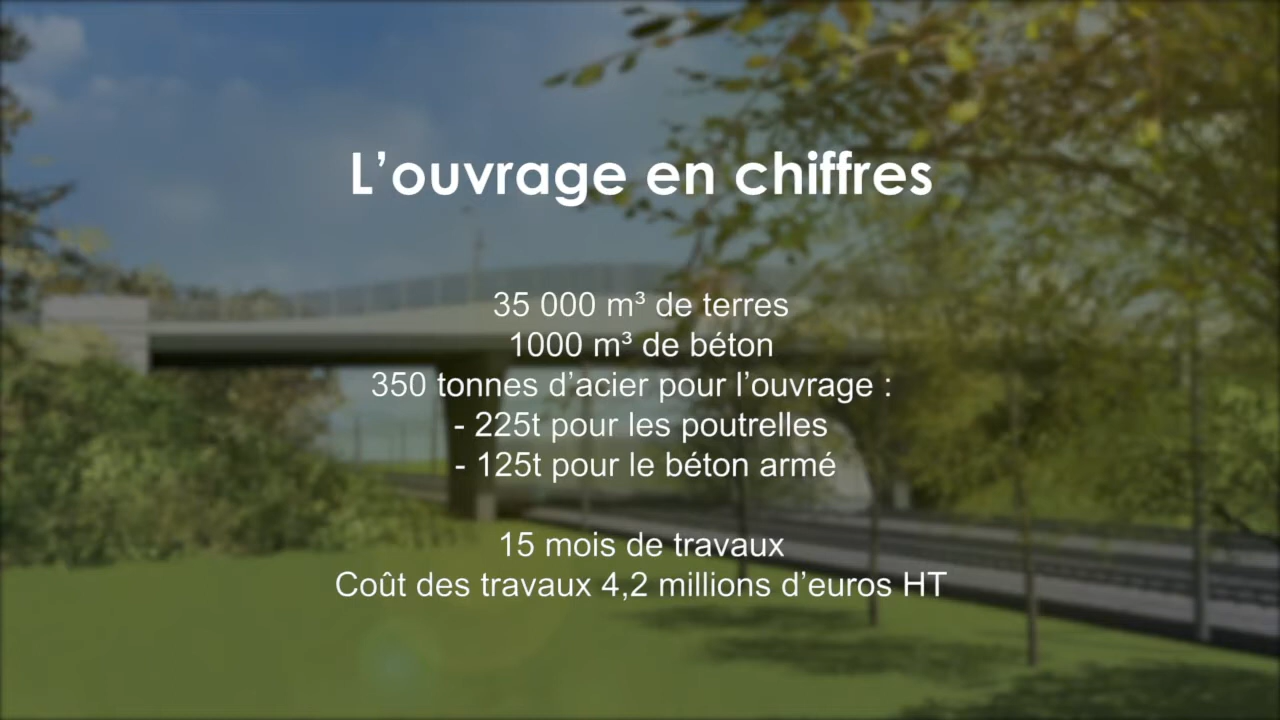 L’ouvrage en chiffres
35 000 m³ de terres
1000 m³ de béton
350 tonnes d’acier pour l’ouvrage :
- 225t pour les poutrelles
- 125t pour le béton armé
15 mois de travaux
Coût des travaux 4,2 millions d’euros HT